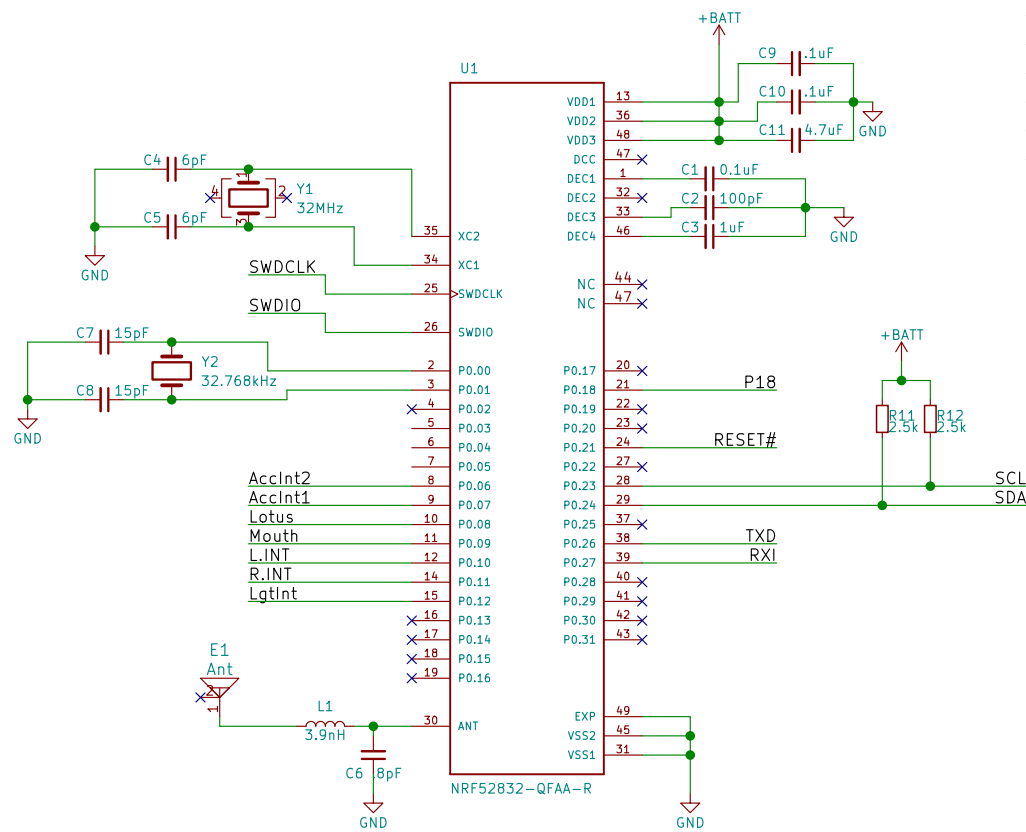 +BATT
C9 .1uF
U1
C10 .1uF
VDD1 13
VDD2 36
C11 4.7uF
VDD3 48
GND
DCC 47
C4 6pF
C1 0.1uF
DEC1 1
1
4 2 Y1
32MHz
DEC2 32
C2 100pF
DEC3 33
C5 6pF
3
C3 1uF
DEC4 46
GND
35 XC2
34 XC1
GND
SWDCLK
25 SWDCLK
NC 44
NC 47
SWDIO
26 SWDIO
C7 15pF
Y2
32.768kHz
C8 15pF
GND
+BATT
2 P0.00
P0.17 20
3 P0.01
P0.18 21 P18
4 P0.02
P0.19 22
R11
2.5k
R12
2.5k
5 P0.03
P0.20 23
6 P0.04
P0.21 24 RESET#
7 P0.05
P0.22 27
AccInt2 8 P0.06
P0.23 28 SCL
AccInt1 9 P0.07
P0.24 29 SDA
Lotus 10 P0.08
P0.25 37
Mouth 11 P0.09
P0.26 38 TXD
L.INT 12 P0.10
P0.27 39 RXI
R.INT 14 P0.11
P0.28 40
LgtInt 15 P0.12
P0.29 41
16 P0.13
P0.30 42
17 P0.14
P0.31 43
18 P0.15
19 P0.16
E1
Ant
2
1
L1
3.9nH
30 ANT
EXP 49
VSS2 45
VSS1 31
C6 .8pF
NRF52832-QFAA-R
GND
GND